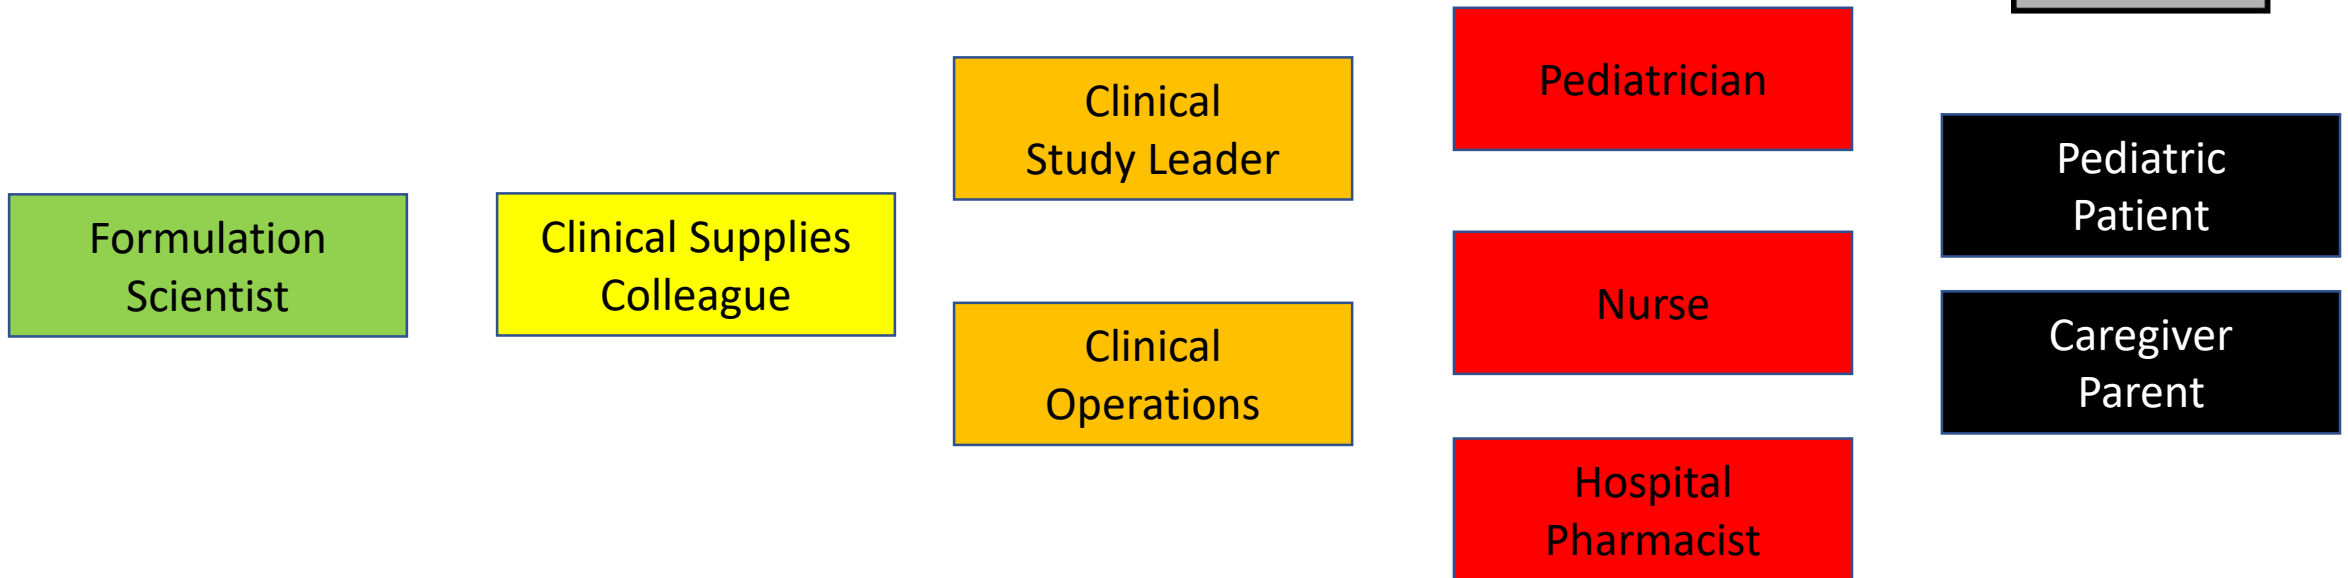 Formulation
Scientist
Clinical Supplies
Colleague
Clinical
Study Leader
Clinical
Operations
Pediatrician
Nurse
Hospital
Pharmacist
Pediatric
Patient
Caregiver
Parent